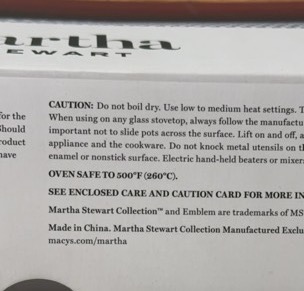 artha
EWART
for the
Should
roduct
have
CAUTION: Do not boil dry. Use low to medium heat settings. T
When using on any glass stovetop, always follow the manufactu
important not to slide pots across the surface. Lift on and off, a
appliance and the cookware. Do not knock metal utensils on th
enamel or nonstick surface. Electric hand-held beaters or mixer
OVEN SAFE TO 500°F (260°C).
SEE ENCLOSED CARE AND CAUTION CARD FOR MORE IN
Martha Stewart Collection™ and Emblem are trademarks of MS
Made in China. Martha Stewart Collection Manufactured Exclu
macys.com/martha